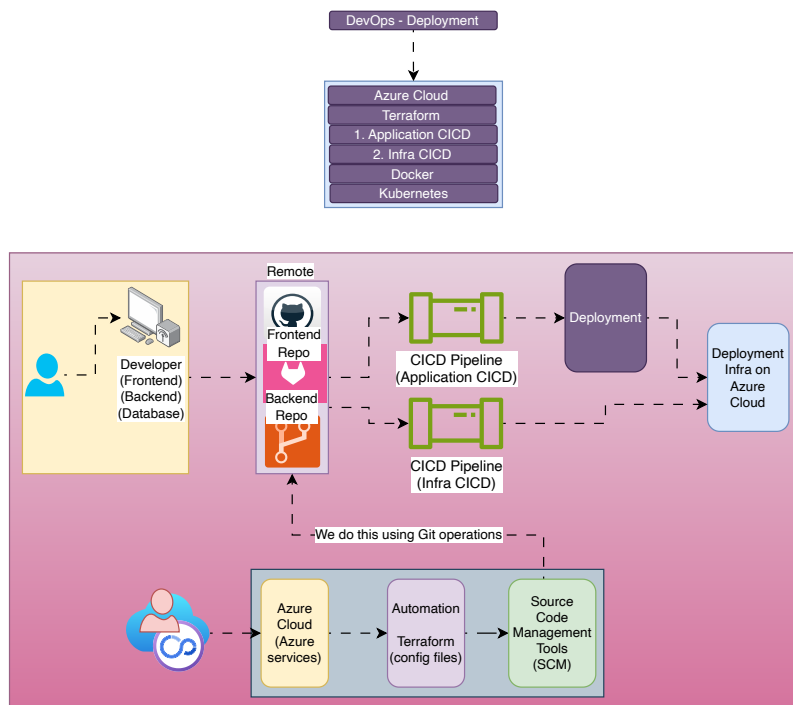 DevOps - Deployment
Azure Cloud
Terraform
1. Application CICD
2. Infra CICD
Docker
Kubernetes
Remote
Frontend
Repo
Backend
Repo
Developer
(Frontend)
(Backend)
(Database)
CICD Pipeline
(Application CICD)
CICD Pipeline
(Infra CICD)
Deployment
Deployment
Infra on
Azure
Cloud
We do this using Git operations
Azure
Cloud
(Azure
services)
Automation
Terraform
(config files)
Source
Code
Management
Tools
(SCM)